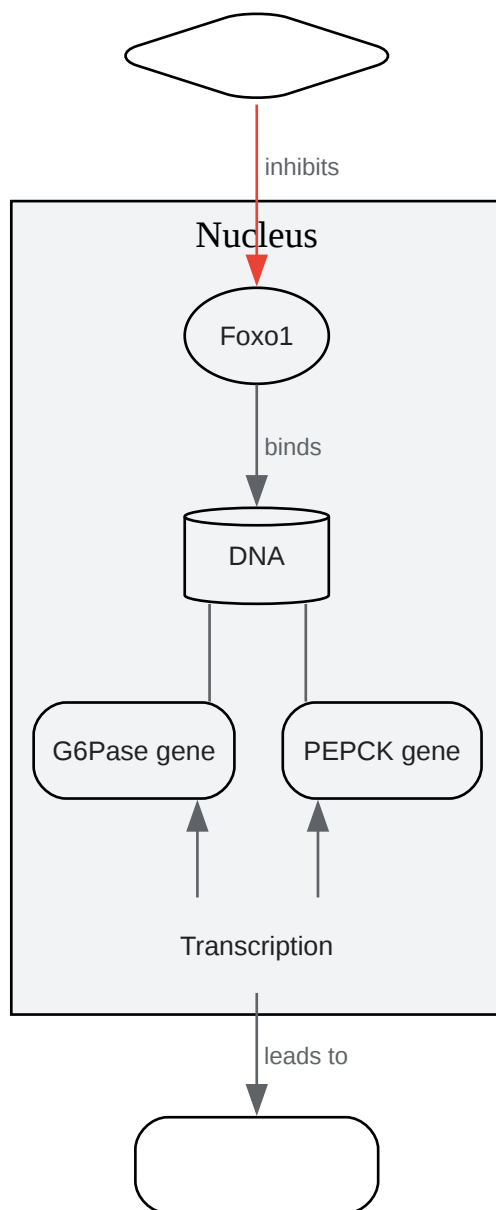 inhibits
Nucleus
Foxo1
binds
DNA
G6Pase gene
PEPCK gene
Transcription
leads to